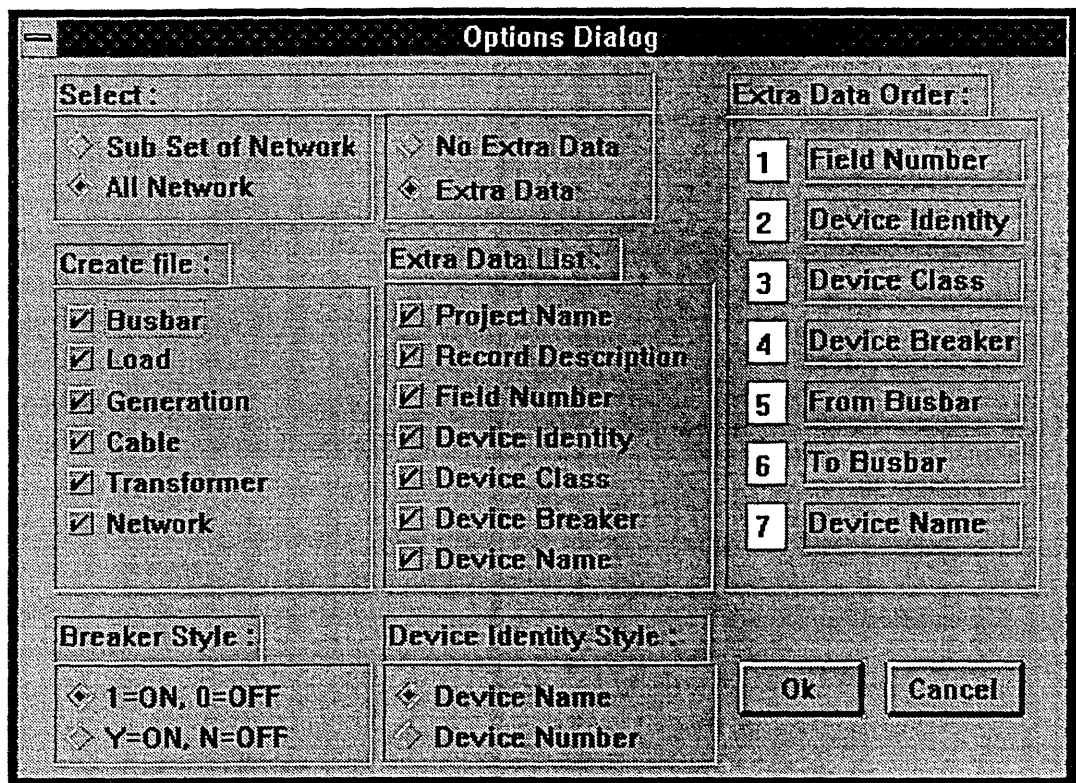 Options Dialog
Select :
Sub Set of Network
All Network
No Extra Data
Extra Data
Create file :
Busbar
Load
Generation
Cable
Transformer
Network
Extra Data List :
Project Name
Record Description
Field Number
Device Identity
Device Class
Device Breaker
Device Name
Extra Data Order :
1 Field Number
2 Device Identity
3 Device Class
4 Device Breaker
5 From Busbar
6 To Busbar
7 Device Name
Breaker Style :
1=ON, 0=OFF
Y=ON, N=OFF
Device Identity Style :
Device Name
Device Number
Ok
Cancel